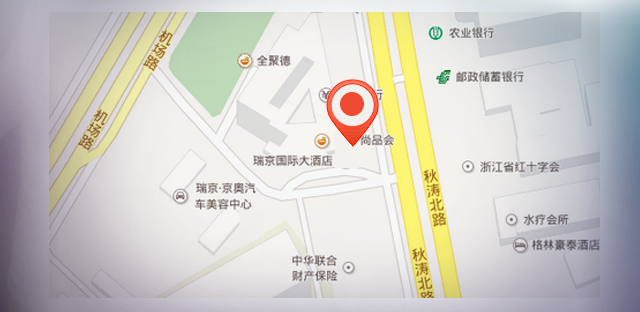 农业银行
机场路
全聚德
邮政储蓄银行
行
机场路
尚品会
瑞京国际大酒店
浙江省红十字会
秋涛北路
瑞京·京奥汽
车美容中心
水疗会所
格林豪泰酒店
中华联合
财产保险
秋涛北路